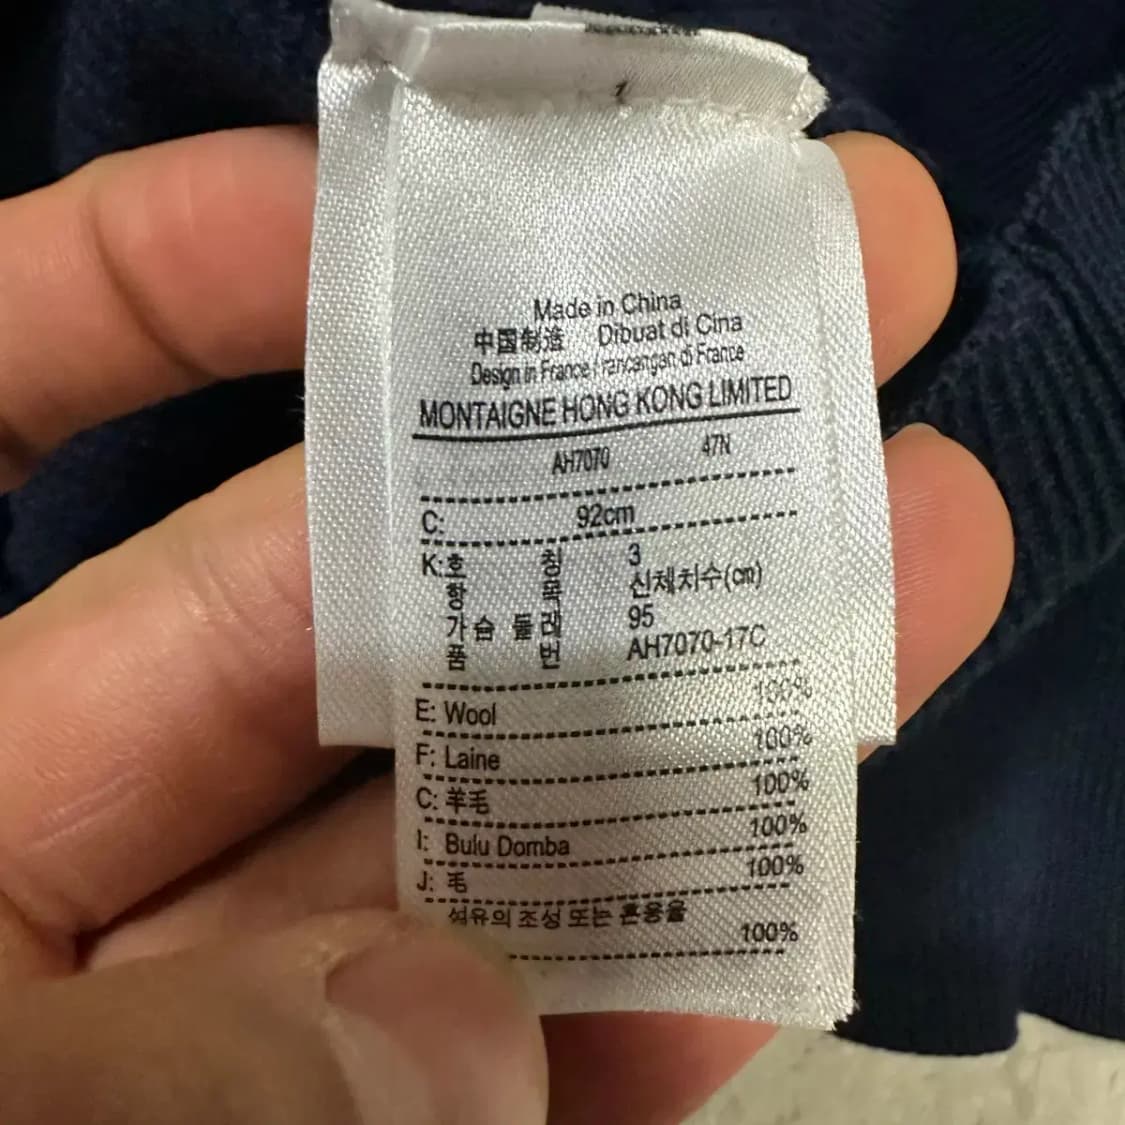 Made in China
中国制造 Dibuat di Cina
Design in France / rancangan di France
MONTAIGNE HONG KONG LIMITED
AH7070 47N
C: 92cm
K:호 칭 3
항 목 신체치수(cm)
가슴 둘레 95
품 번 AH7070-17C
E: Wool 100%
F: Laine 100%
C: 羊毛 100%
I: Bulu Domba 100%
J: 毛 100%
섬유의 조성 또는 혼용율
100%